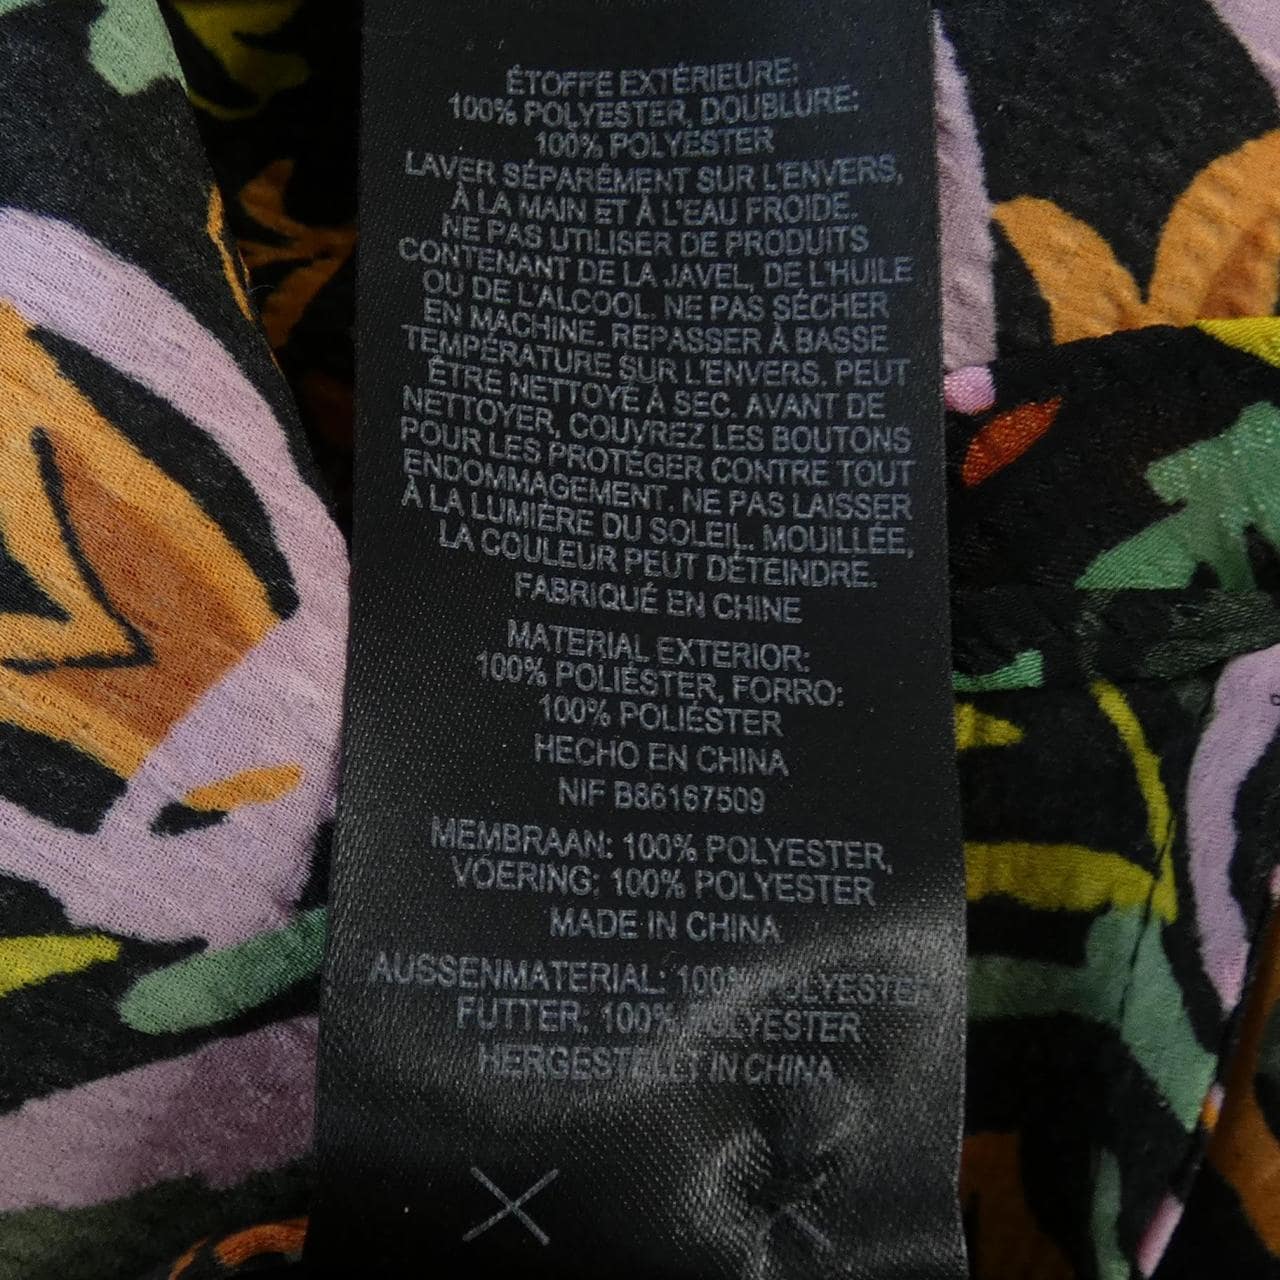 ÉTOFFE EXTÉRIEURE:
100% POLYESTER, DOUBLURE:
100% POLYESTER
LAVER SÉPARÉMENT SUR L'ENVERS,
À LA MAIN ET À L'EAU FROIDE.
NE PAS UTILISER DE PRODUITS
CONTENANT DE LA JAVEL, DE L'HUILE
OU DE L'ALCOOL. NE PAS SÉCHER
EN MACHINE. REPASSER À BASSE
TEMPÉRATURE SUR L'ENVERS. PEUT
ÊTRE NETTOYÉ À SEC. AVANT DE
NETTOYER, COUVREZ LES BOUTONS
POUR LES PROTÉGER CONTRE TOUT
ENDOMMAGEMENT. NE PAS LAISSER
À LA LUMIÈRE DU SOLEIL. MOUILLÉE,
LA COULEUR PEUT DÉTEINDRE.
FABRIQUÉ EN CHINE
MATERIAL EXTERIOR:
100% POLIÉSTER, FORRO:
100% POLIÉSTER
HECHO EN CHINA
NIF B86167509
MEMBRAAN: 100% POLYESTER,
VOERING: 100% POLYESTER
MADE IN CHINA
AUSSENMATERIAL: 100% POLYESTER
FUTTER: 100% POLYESTER
HERGESTELLT IN CHINA